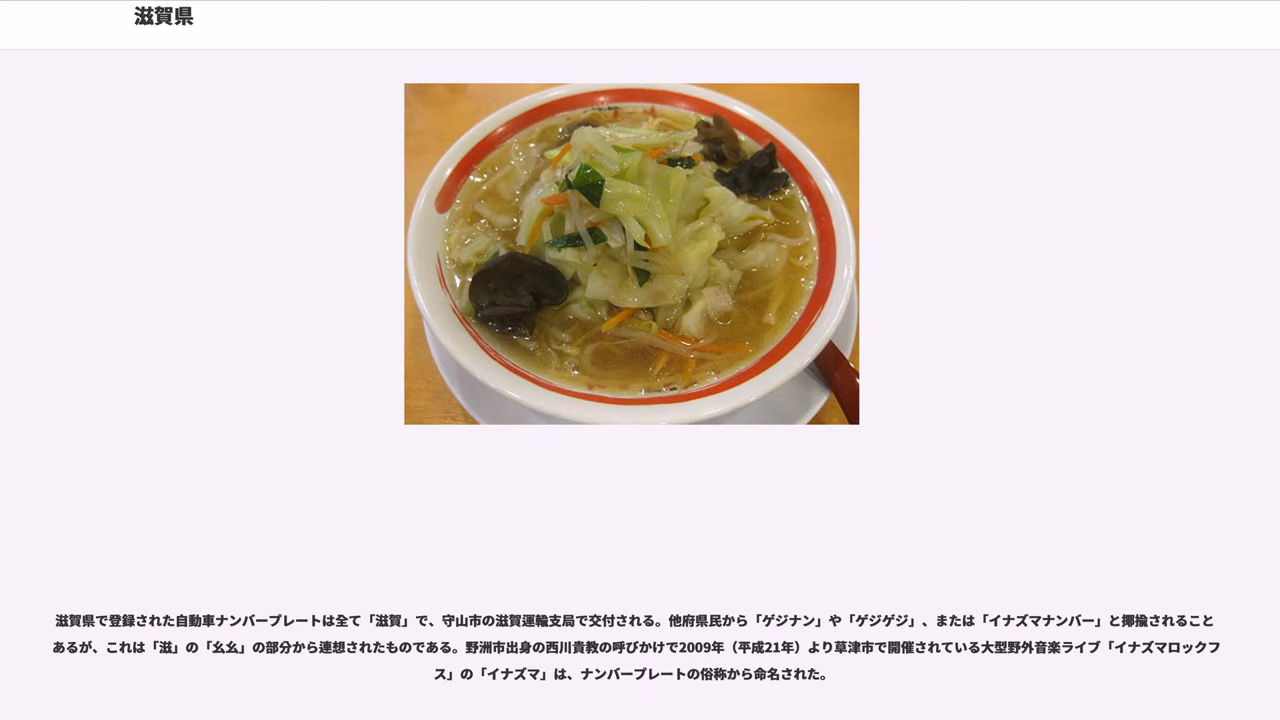 滋賀県
滋賀県で登録された自動車ナンバープレートは全て「滋賀」で、守山市の滋賀運輸支局で交付される。他府県民から「ゲジナン」や「ゲジゲジ」、または「イナズマナンバー」と揶揄されること
あるが、これは「滋」の「幺幺」の部分から連想されたものである。野洲市出身の西川貴教の呼びかけで2009年（平成21年）より草津市で開催されている大型野外音楽ライブ「イナズマロックフ
ス」の「イナズマ」は、ナンバープレートの俗称から命名された。